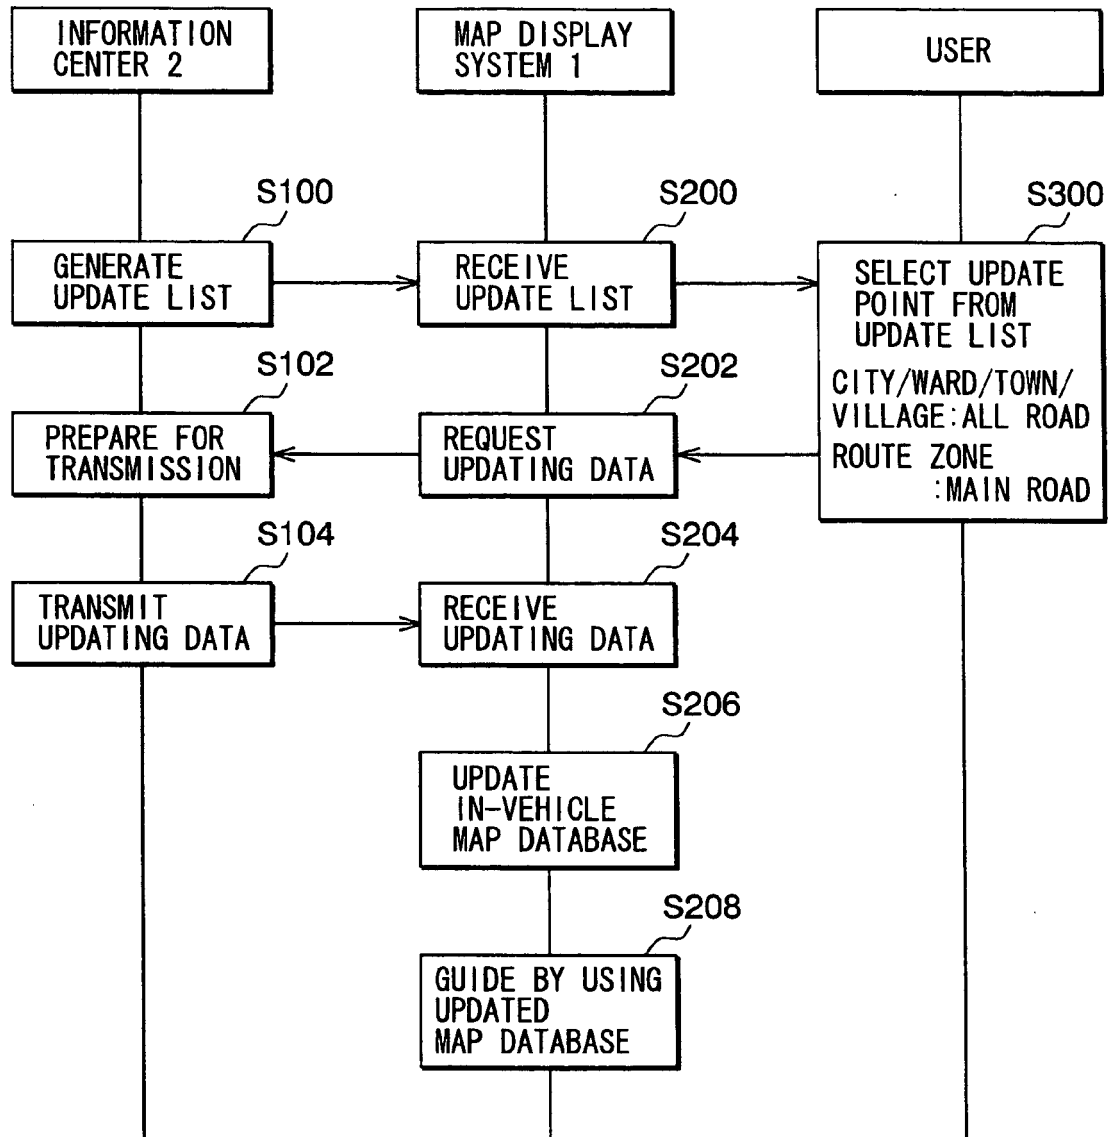 INFORMATION
CENTER 2
MAP DISPLAY
SYSTEM 1
USER
S100
S200
S300
GENERATE
UPDATE LIST
RECEIVE
UPDATE LIST
SELECT UPDATE
POINT FROM
UPDATE LIST
CITY/WARD/TOWN/
VILLAGE:ALL ROAD
ROUTE ZONE
:MAIN ROAD
S102
S202
PREPARE FOR
TRANSMISSION
REQUEST
UPDATING DATA
S104
S204
TRANSMIT
UPDATING DATA
RECEIVE
UPDATING DATA
S206
UPDATE
IN-VEHICLE
MAP DATABASE
S208
GUIDE BY USING
UPDATED
MAP DATABASE